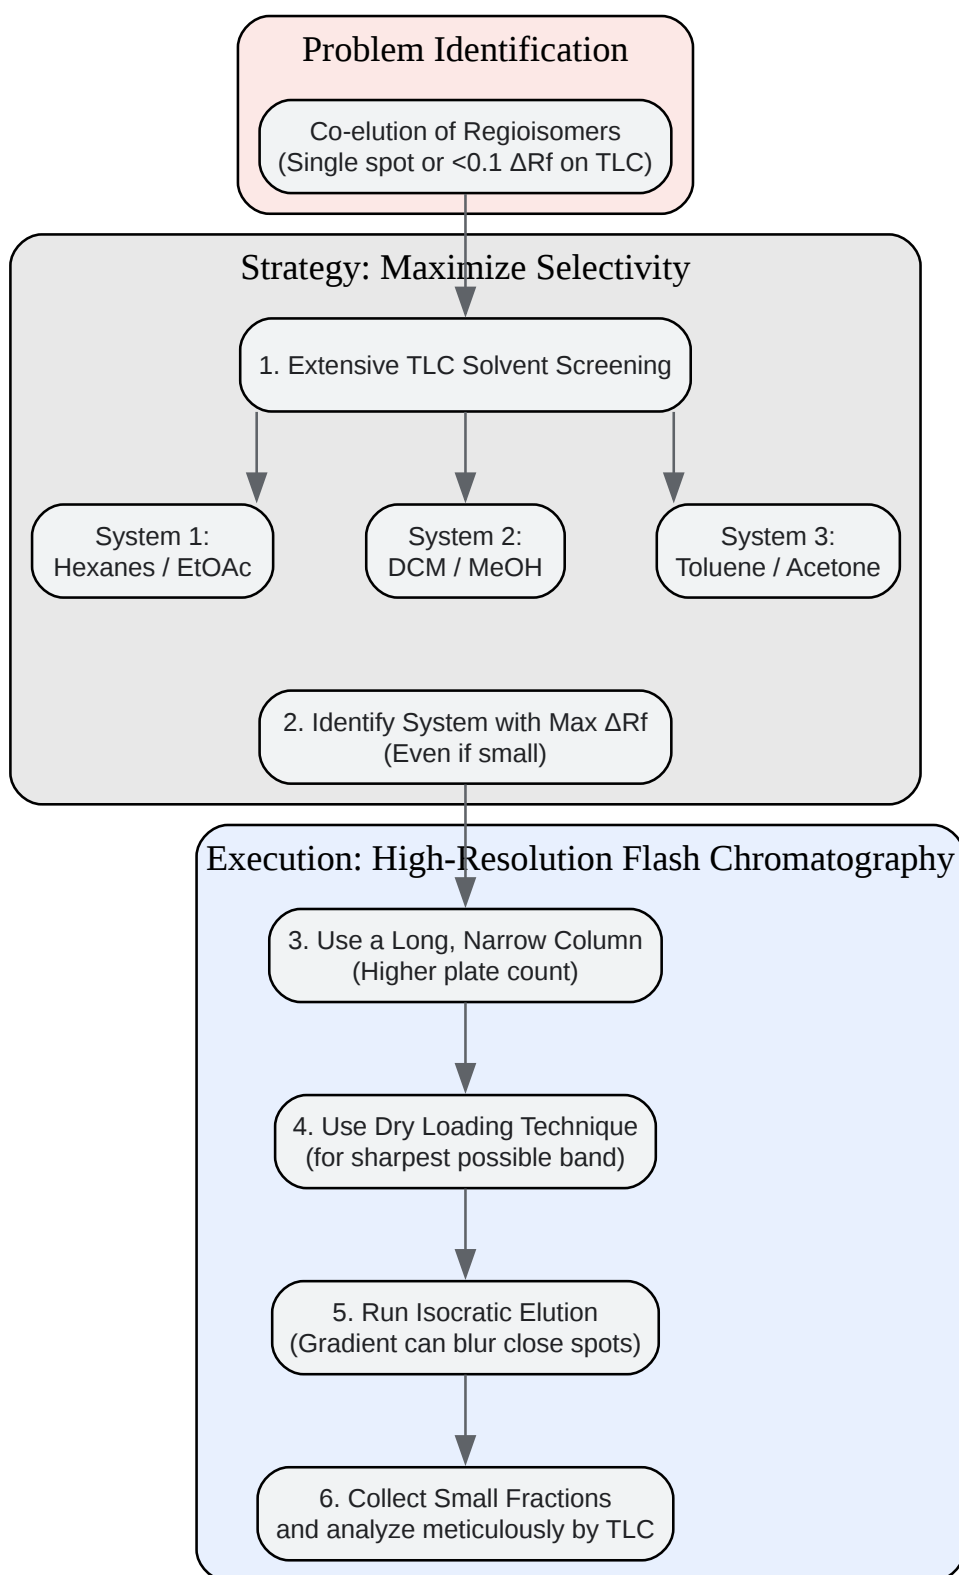 Problem Identification
Co-elution of Regioisomers
(Single spot or <0.1 ΔRf on TLC)
Strategy: Maximize Selectivity
1. Extensive TLC Solvent Screening
System 1:
Hexanes / EtOAc
System 2:
DCM / MeOH
System 3:
Toluene / Acetone
2. Identify System with Max ΔRf
(Even if small)
Execution: High-Resolution Flash Chromatography
3. Use a Long, Narrow Column
(Higher plate count)
4. Use Dry Loading Technique
(for sharpest possible band)
5. Run Isocratic Elution
(Gradient can blur close spots)
6. Collect Small Fractions
and analyze meticulously by TLC